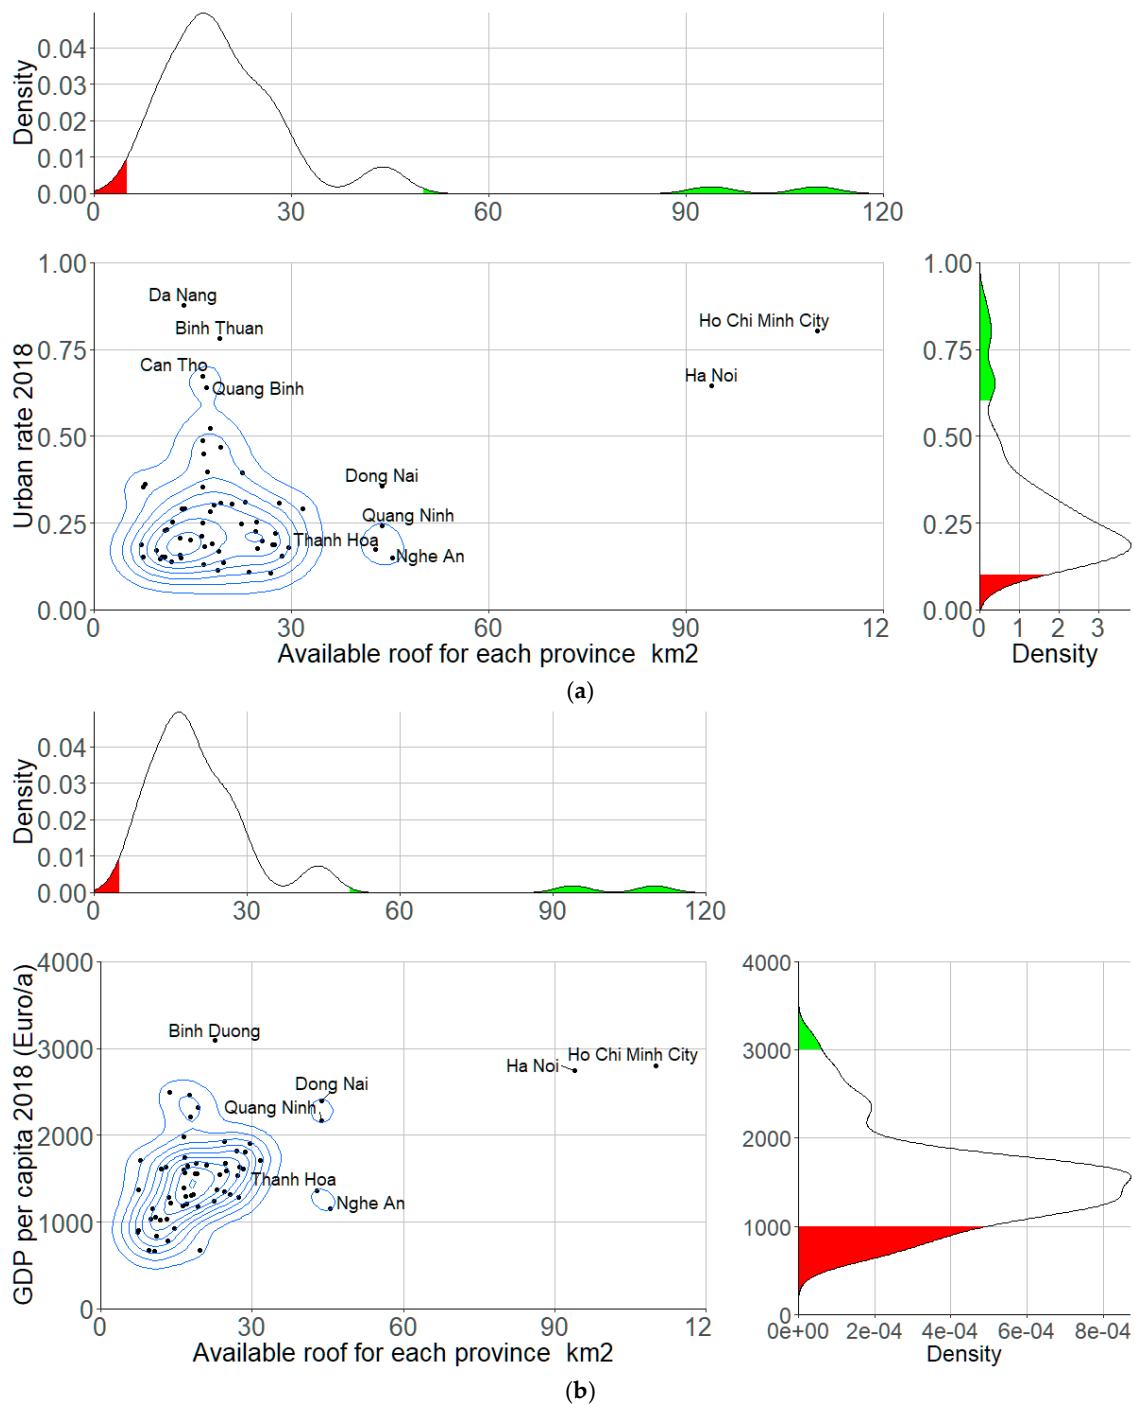 Density
0.04
0.03
0.02
0.01
0.00
0 30 60 90 120
Urban rate 2018
1.00
0.75
0.50
0.25
0.00
Da Nang
Binh Thuan
Can Tho
Quang Binh
Ho Chi Minh City
Ha Noi
Dong Nai
Quang Ninh
Thanh Hoa
Nghe An
0 30 60 90 12
Available roof for each province km2
1.00
0.75
0.50
0.25
0.00
0 1 2 3
Density
(a)
Density
0.04
0.03
0.02
0.01
0.00
0 30 60 90 120
GDP per capita 2018 (Euro/a)
4000
3000
2000
1000
0
Binh Duong
Ha Noi
Ho Chi Minh City
Dong Nai
Quang Ninh
Thanh Hoa
Nghe An
0 30 60 90 12
Available roof for each province km2
4000
3000
2000
1000
0
0e+00 2e-04 4e-04 6e-04 8e-04
Density
(b)